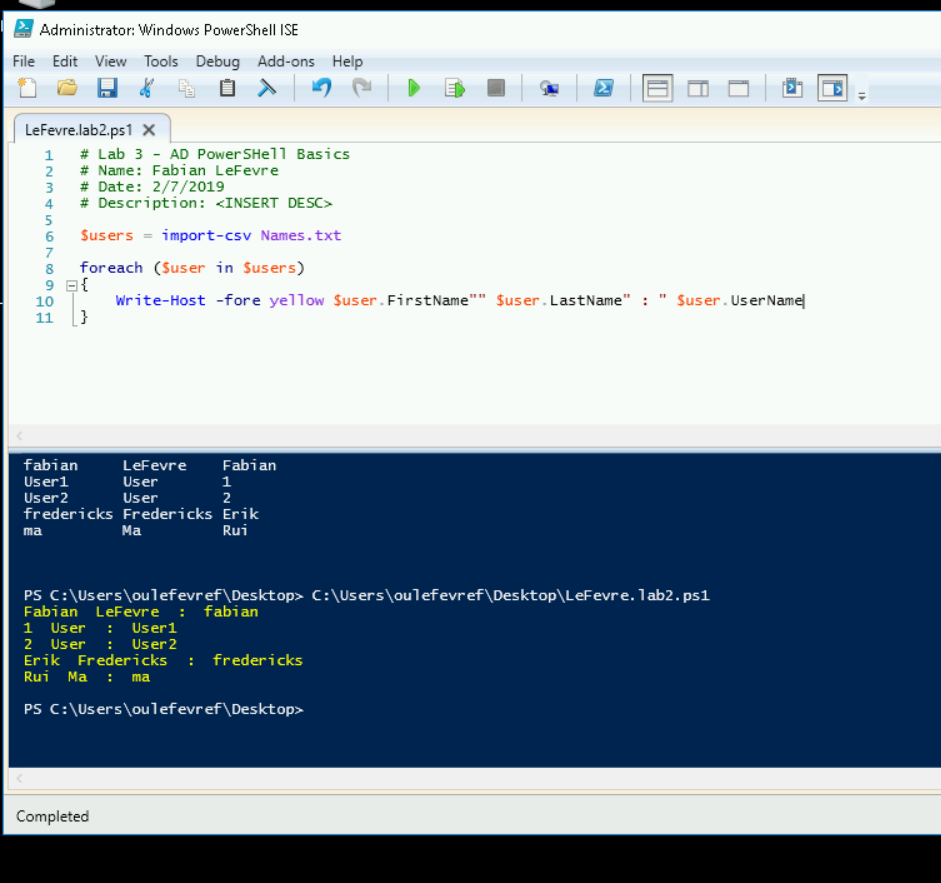 Administrator: Windows PowerShell ISE
File Edit View Tools Debug Add-ons Help
LeFevre.lab2.ps1 X
1 # Lab 3 - AD PowerSHell Basics
2 # Name: Fabian LeFevre
3 # Date: 2/7/2019
4 # Description: <INSERT DESC>
5
6 $users = import-csv Names.txt
7
8 foreach ($user in $users)
9 {
10 Write-Host -fore yellow $user.FirstName"" $user.LastName" : " $user.UserName
11 }
fabian LeFevre Fabian
User1 User 1
User2 User 2
fredericks Fredericks Erik
ma Ma Rui
PS C:\Users\oulefevref\Desktop> C:\Users\oulefevref\Desktop\LeFevre.lab2.ps1
Fabian LeFevre : fabian
1 User : User1
2 User : User2
Erik Fredericks : fredericks
Rui Ma : ma
PS C:\Users\oulefevref\Desktop>
Completed